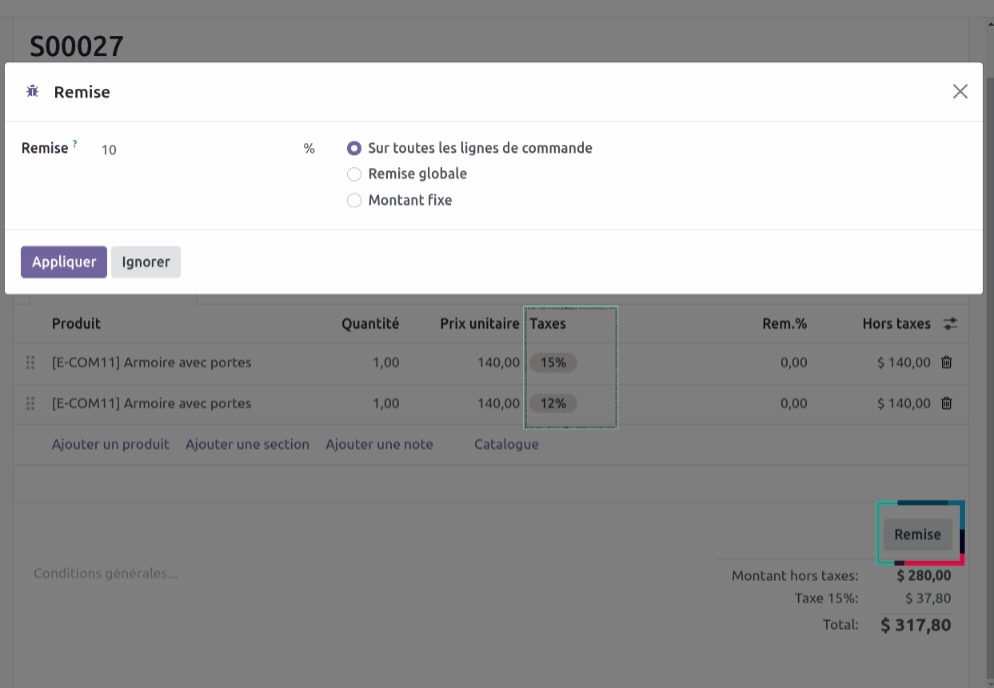 S00027
Remise
Remise ? 10 %
Sur toutes les lignes de commande
Remise globale
Montant fixe
Appliquer Ignorer
Produit Quantité Prix unitaire Taxes Rem.% Hors taxes
[E-COM11] Armoire avec portes 1,00 140,00 15% 0,00 $ 140,00
[E-COM11] Armoire avec portes 1,00 140,00 12% 0,00 $ 140,00
Ajouter un produit Ajouter une section Ajouter une note Catalogue
Remise
Conditions générales...
Montant hors taxes: $ 280,00
Taxe 15%: $ 37,80
Total: $ 317,80